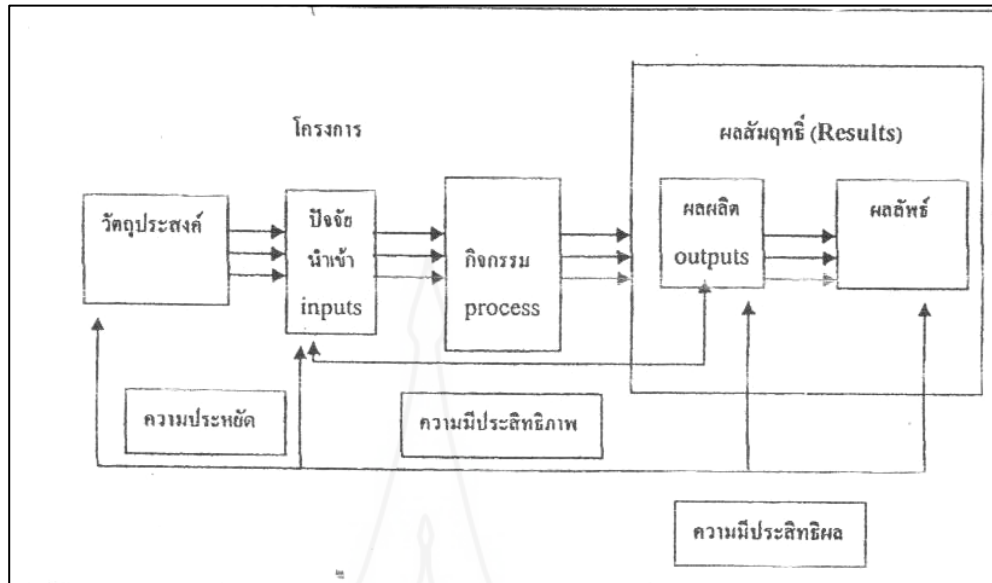 โครงการ
ผลสัมฤทธิ์ (Results)
วัตถุประสงค์
ปัจจัย
นำเข้า
inputs
กิจกรรม
process
ผลผลิต
outputs
ผลลัพธ์
ความประหยัด
ความมีประสิทธิภาพ
ความมีประสิทธิผล